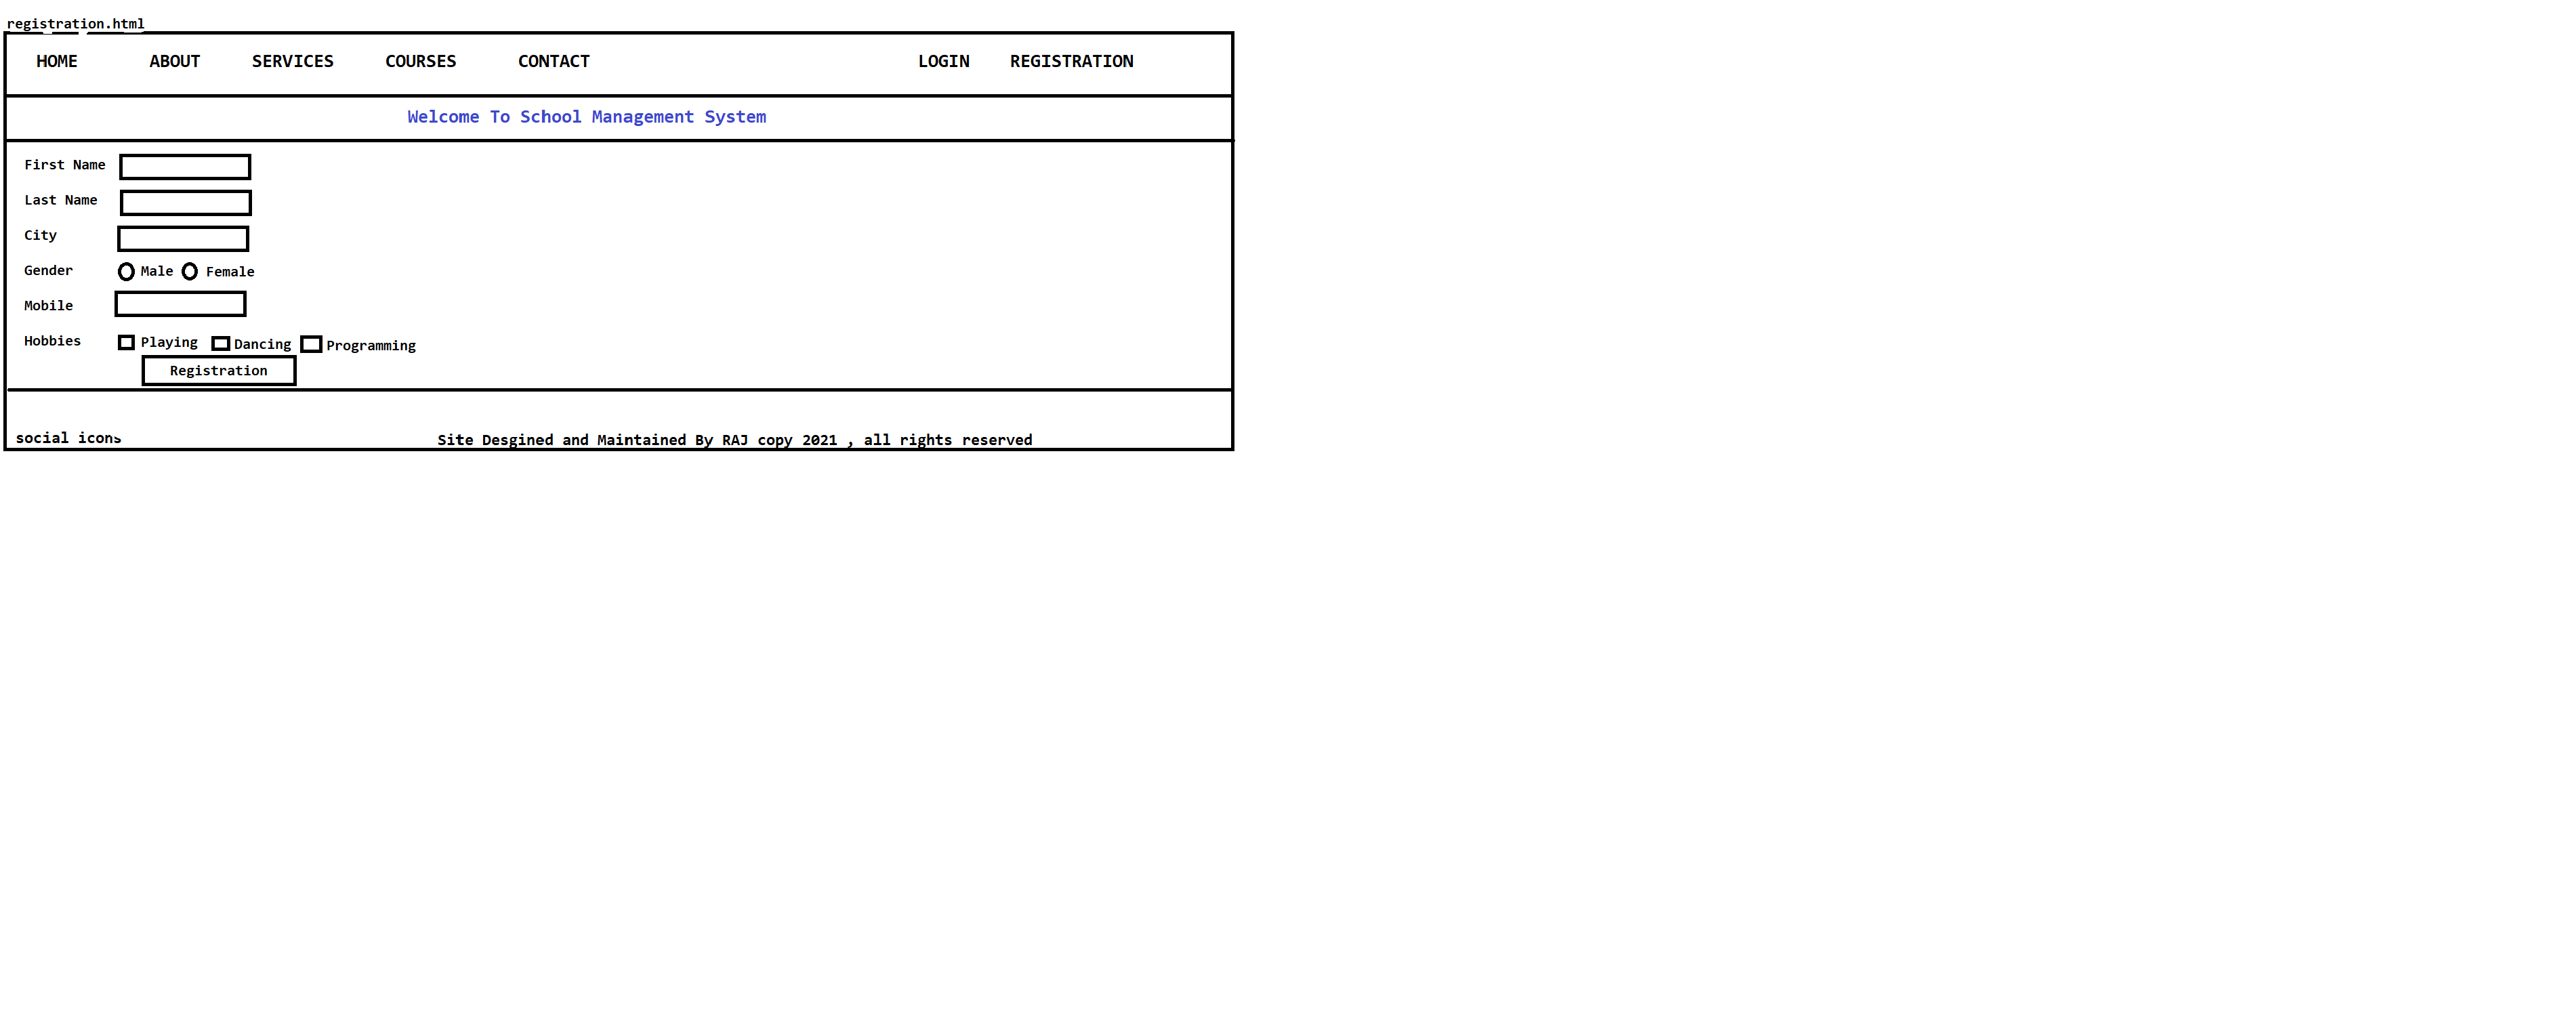 registration.html
HOME ABOUT SERVICES COURSES CONTACT LOGIN REGISTRATION
Welcome To School Management System
First Name
Last Name
City
Gender Male Female
Mobile
Hobbies Playing Dancing Programming
Registration
social icons
Site Desgined and Maintained By RAJ copy 2021 , all rights reserved